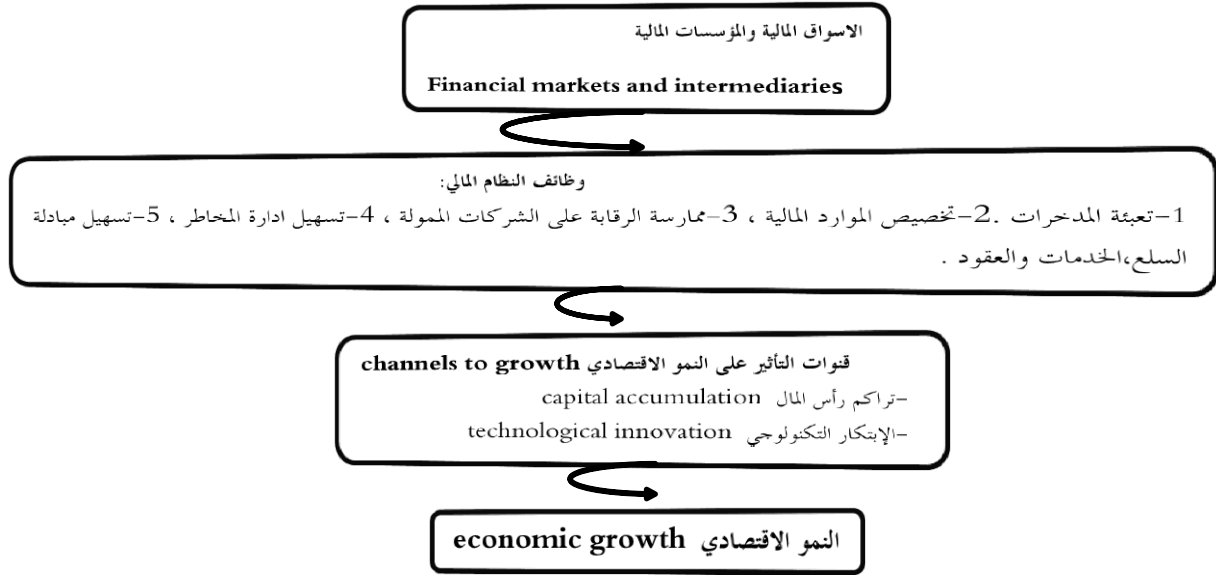 الاسواق المالية والمؤسسات المالية
Financial markets and intermediaries
وظائف النظام المالي:
1-تعبئة المدخرات .2-تخصيص الموارد المالية ، 3-ممارسة الرقابة على الشركات الممولة ، 4-تسهيل ادارة المخاطر ، 5-تسهيل مبادلة
السلع،الخدمات والعقود .
قنوات التأثير على النمو الاقتصادي channels to growth
-تراكم رأس المال capital accumulation
-الإبتكار التكنولوجي technological innovation
النمو الاقتصادي economic growth